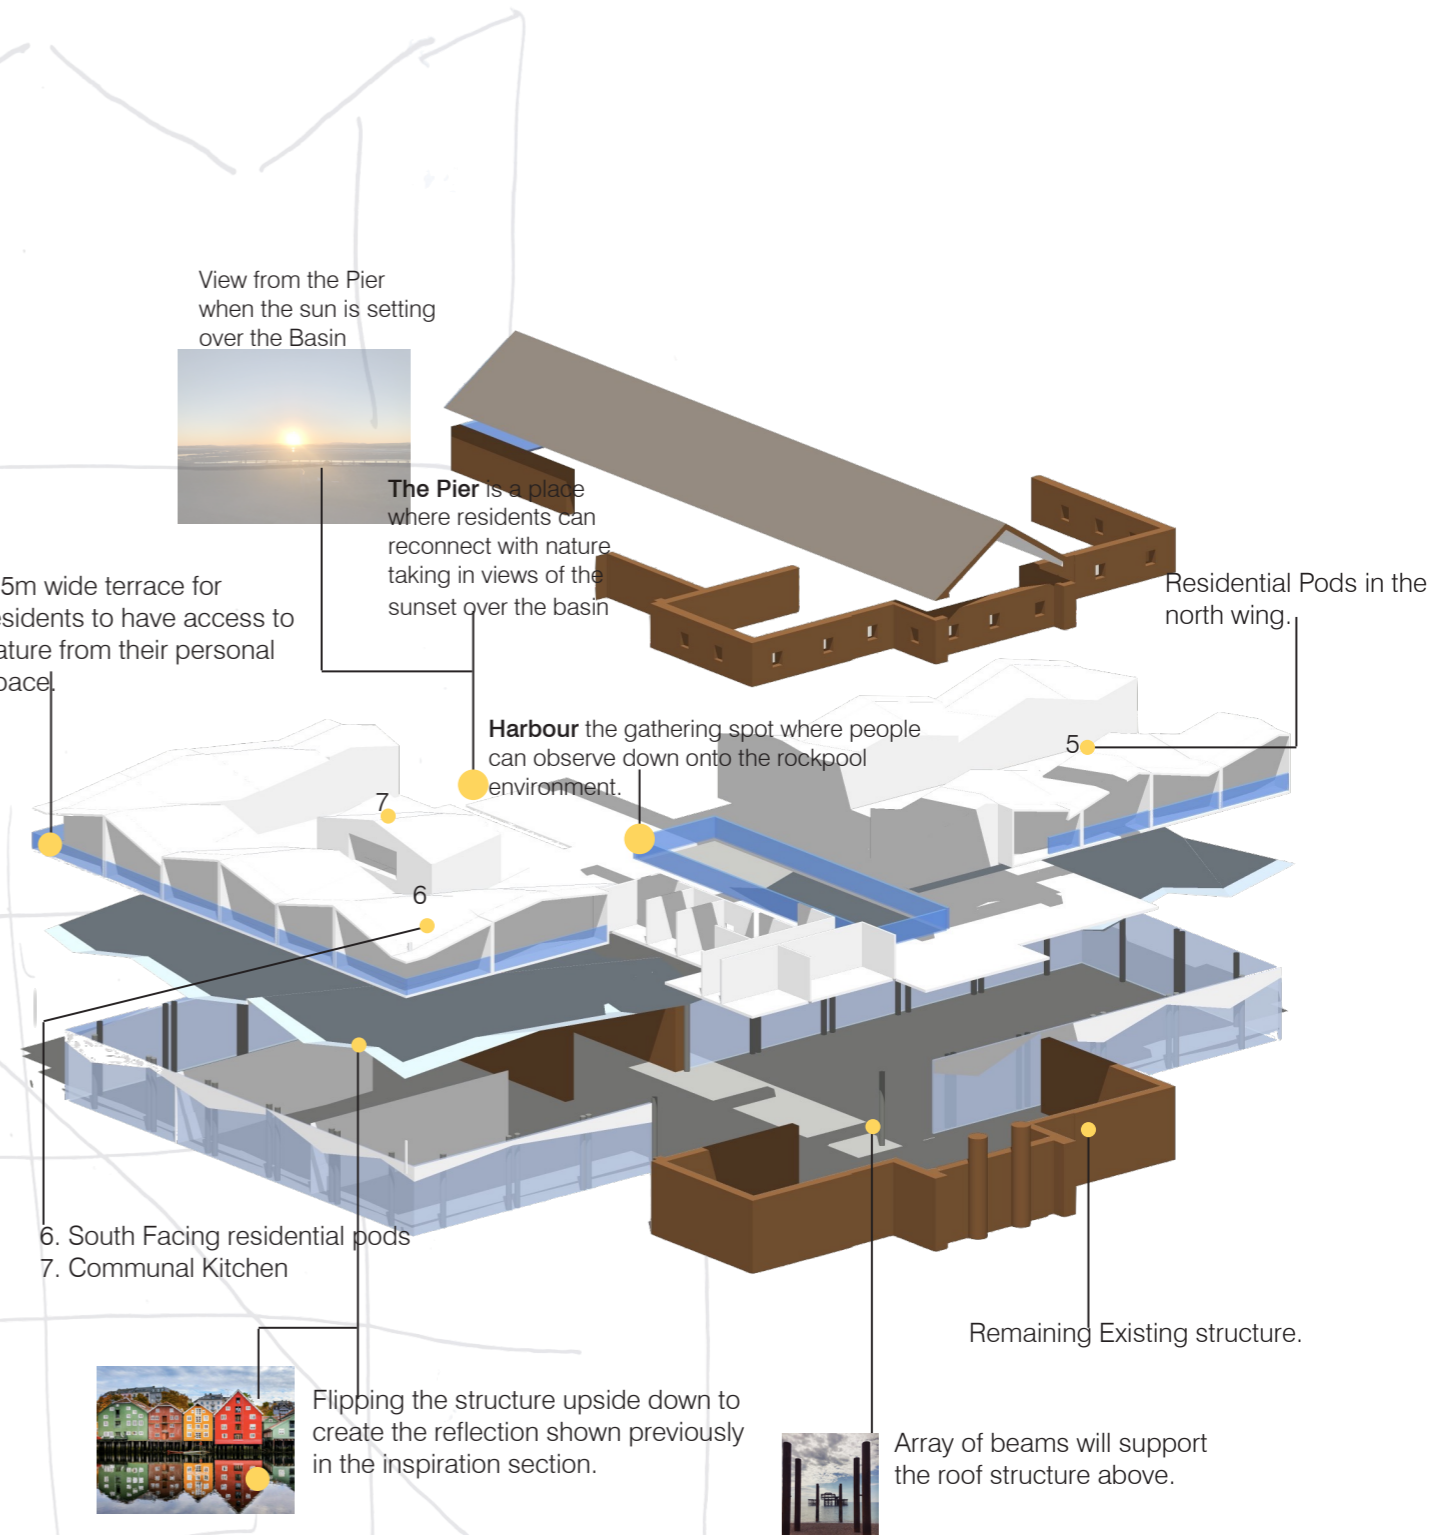 View from the Pier
when the sun is setting
over the Basin
The Pier is a place
where residents can
reconnect with nature
taking in views of the
sunset over the basin
5m wide terrace for
esidents to have access to
ature from their personal
pace.
Residential Pods in the
north wing.
Harbour the gathering spot where people
can observe down onto the rockpool
environment.
5
7
6
6. South Facing residential pods
7. Communal Kitchen
Remaining Existing structure.
Flipping the structure upside down to
create the reflection shown previously
in the inspiration section.
Array of beams will support
the roof structure above.